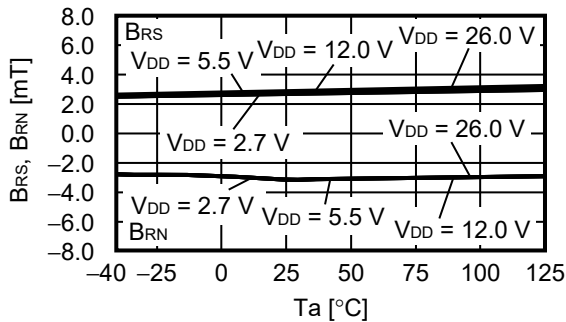 8.0
6.0
4.0
2.0
0.0
−2.0
−4.0
−6.0
−8.0
BRS, BRN [mT]
BRS
VDD = 5.5 V
VDD = 12.0 V
VDD = 26.0 V
VDD = 2.7 V
VDD = 26.0 V
VDD = 2.7 V
VDD = 5.5 V
VDD = 12.0 V
BRN
−40 −25 0 25 50 75 100 125
Ta [°C]